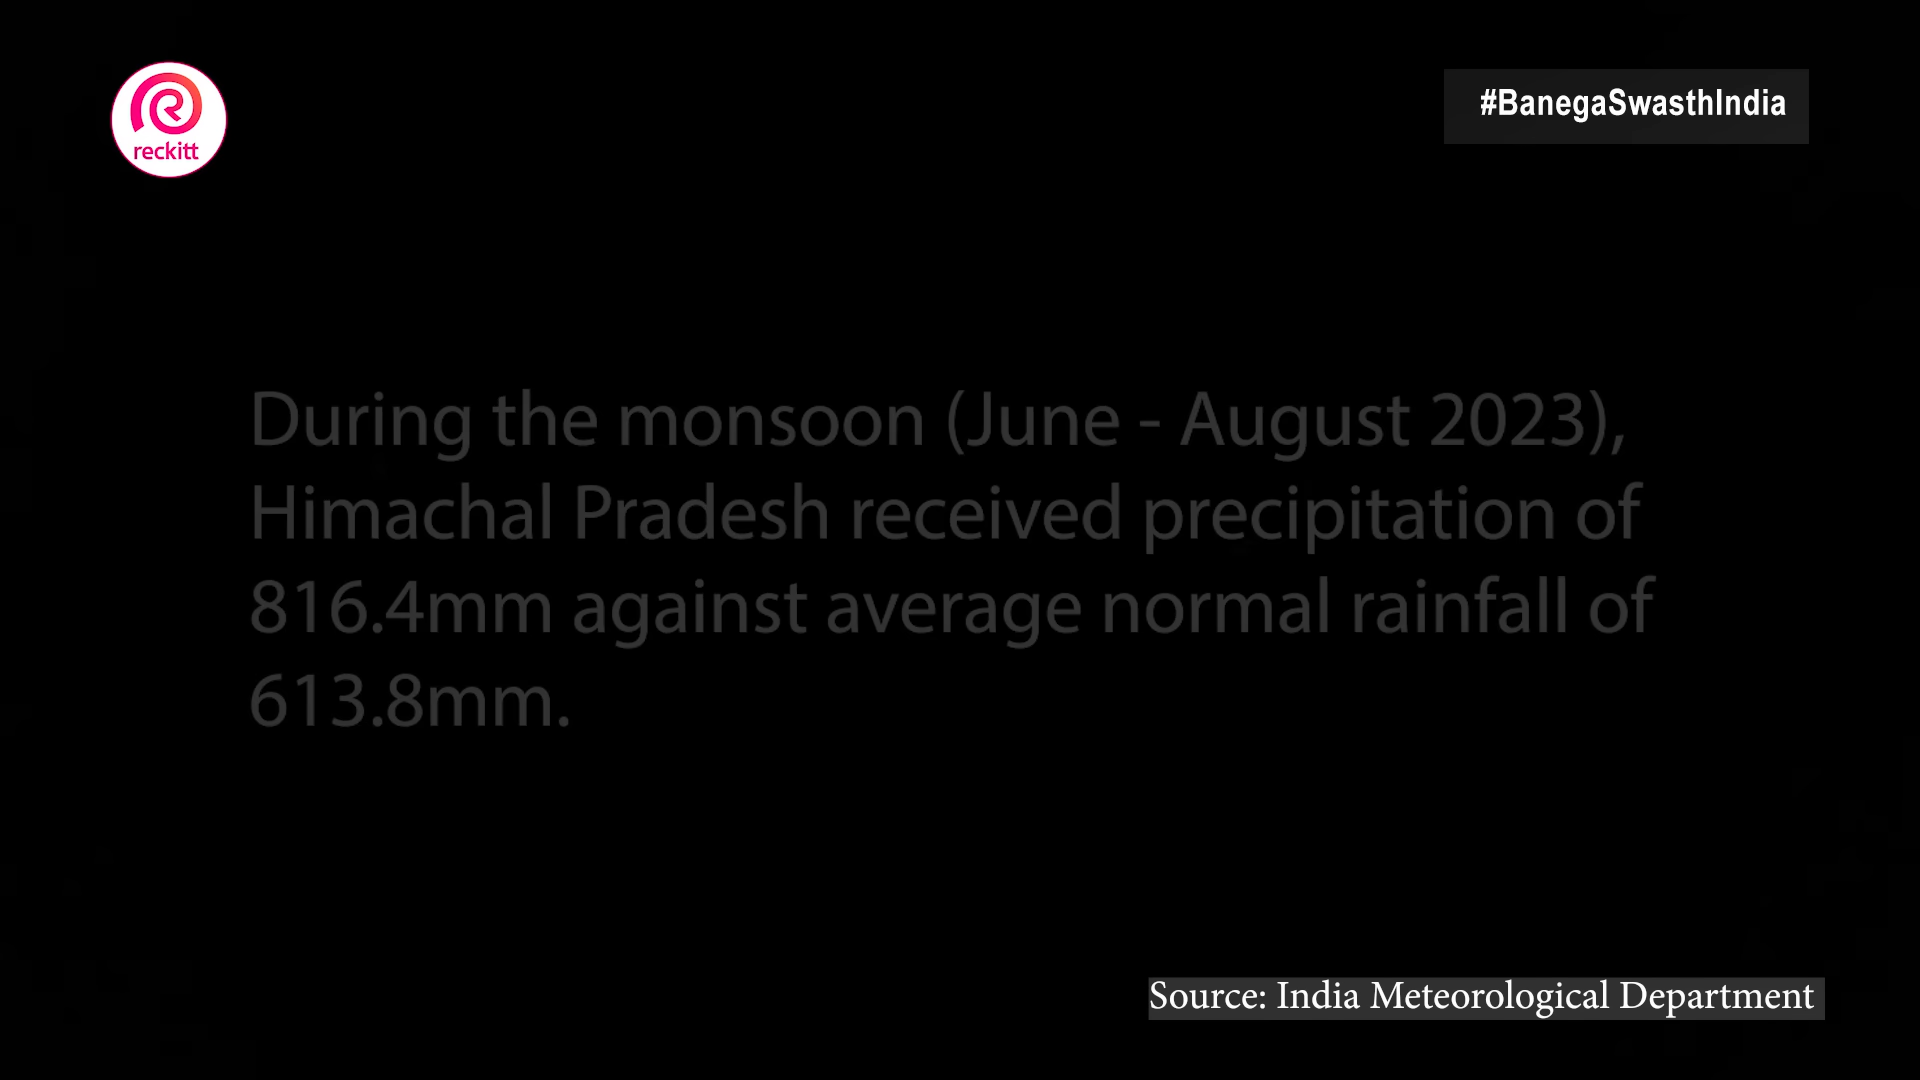 reckitt
#BanegaSwasthIndia
During the monsoon (June - August 2023),
Himachal Pradesh received precipitation of
816.4mm against average normal rainfall of
613.8mm.
Source: India Meteorological Department